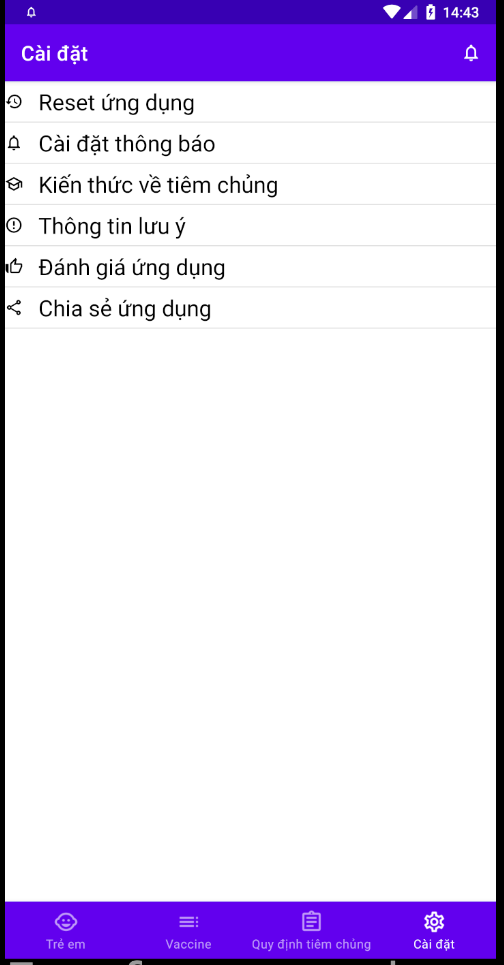 14:43
Cài đặt
Reset ứng dụng
Cài đặt thông báo
Kiến thức về tiêm chủng
Thông tin lưu ý
Đánh giá ứng dụng
Chia sẻ ứng dụng
Trẻ em
Vaccine
Quy định tiêm chủng
Cài đặt